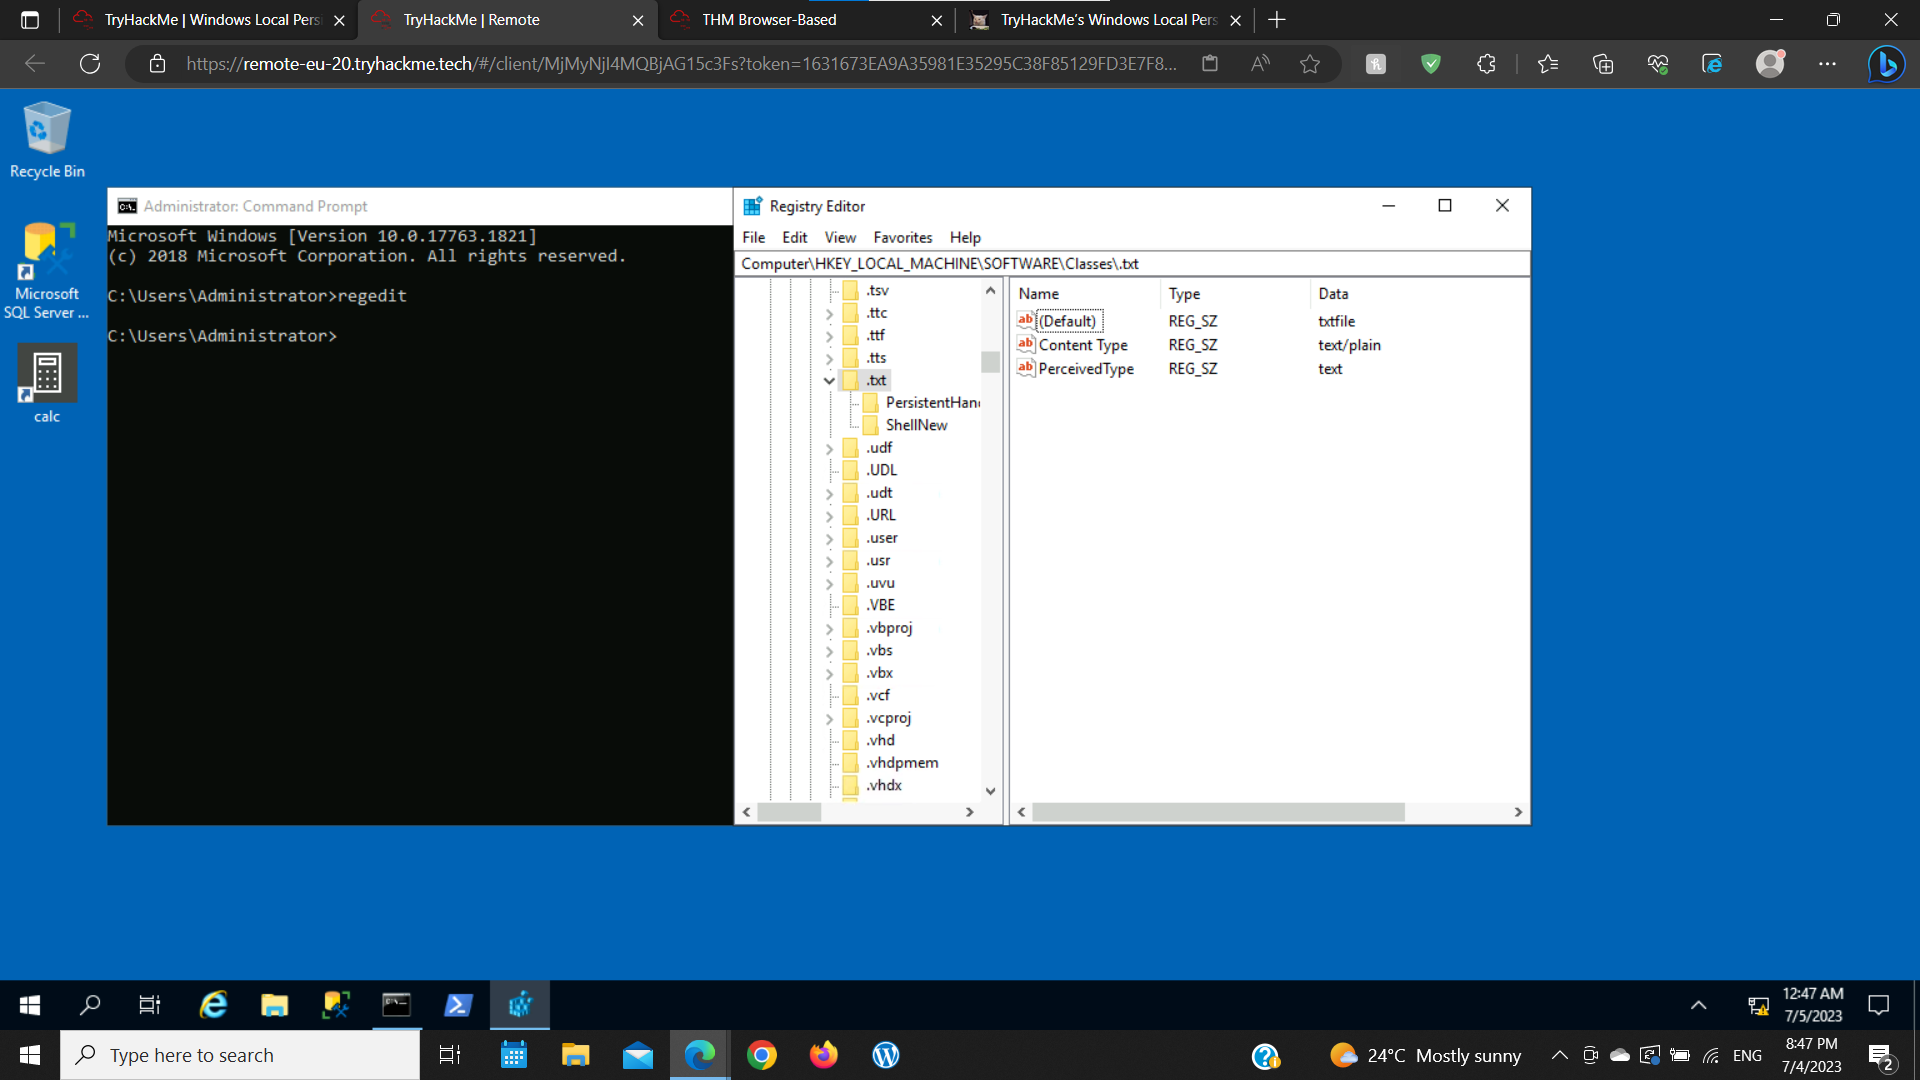 TryHackMe | Windows Local Persi
TryHackMe | Remote
THM Browser-Based
TryHackMe's Windows Local Pers
https://remote-eu-20.tryhackme.tech/#/client/MjMyNjI4MQBjAG15c3Fs?token=1631673EA9A35981E35295C38F85129FD3E7F8...
Recycle Bin
Microsoft
SQL Server ...
calc
Administrator: Command Prompt
Microsoft Windows [Version 10.0.17763.1821]
(c) 2018 Microsoft Corporation. All rights reserved.
C:\Users\Administrator>regedit
C:\Users\Administrator>
Registry Editor
File Edit View Favorites Help
Computer\HKEY_LOCAL_MACHINE\SOFTWARE\Classes\.txt
.tsv
.ttc
.ttf
.tts
.txt
PersistentHan
ShellNew
.udf
.UDL
.udt
.URL
.user
.usr
.uvu
.VBE
.vbproj
.vbs
.vbx
.vcf
.vcproj
.vhd
.vhdpmem
.vhdx
Name Type Data
(Default) REG_SZ txtfile
Content Type REG_SZ text/plain
PerceivedType REG_SZ text
12:47 AM
7/5/2023
Type here to search
24°C Mostly sunny
ENG
8:47 PM
7/4/2023
2